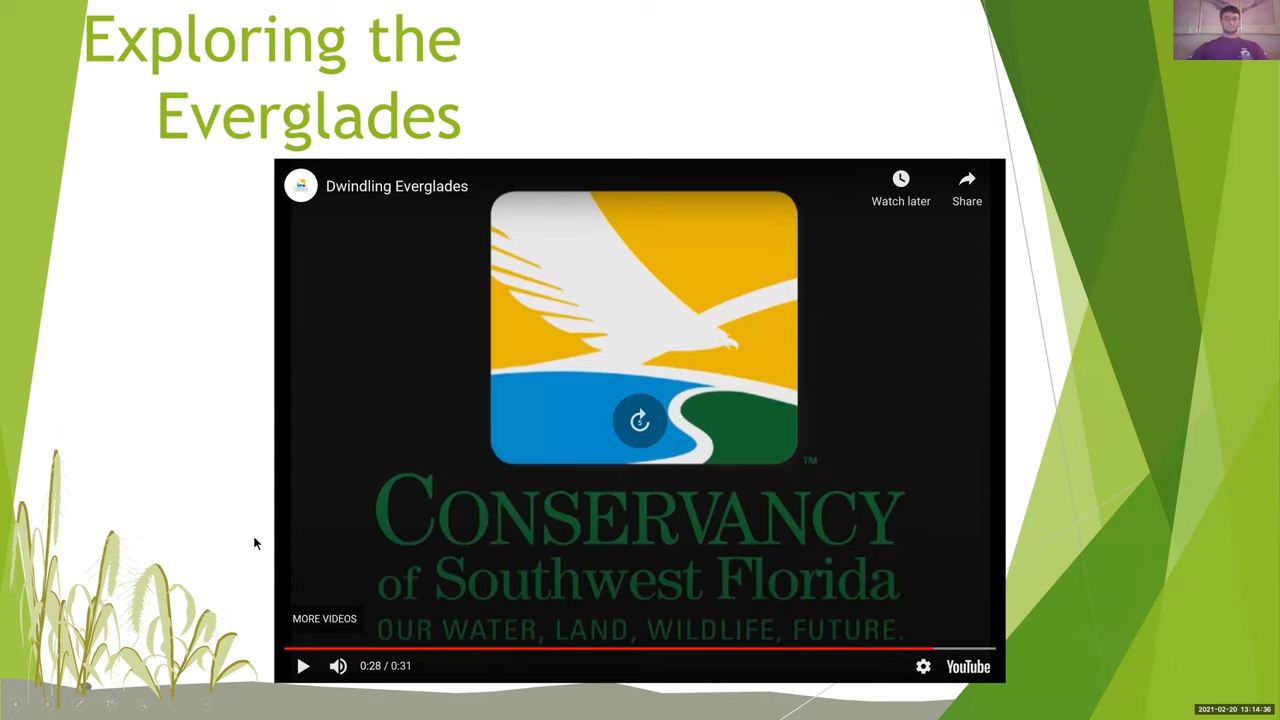 Exploring the
Everglades
Dwindling Everglades
Watch later
Share
5
TM
CONSERVANCY
of Southwest Florida
OUR WATER, LAND, WILDLIFE, FUTURE.
MORE VIDEOS
0:28 / 0:31
YouTube
2021-02-20 13:14:36